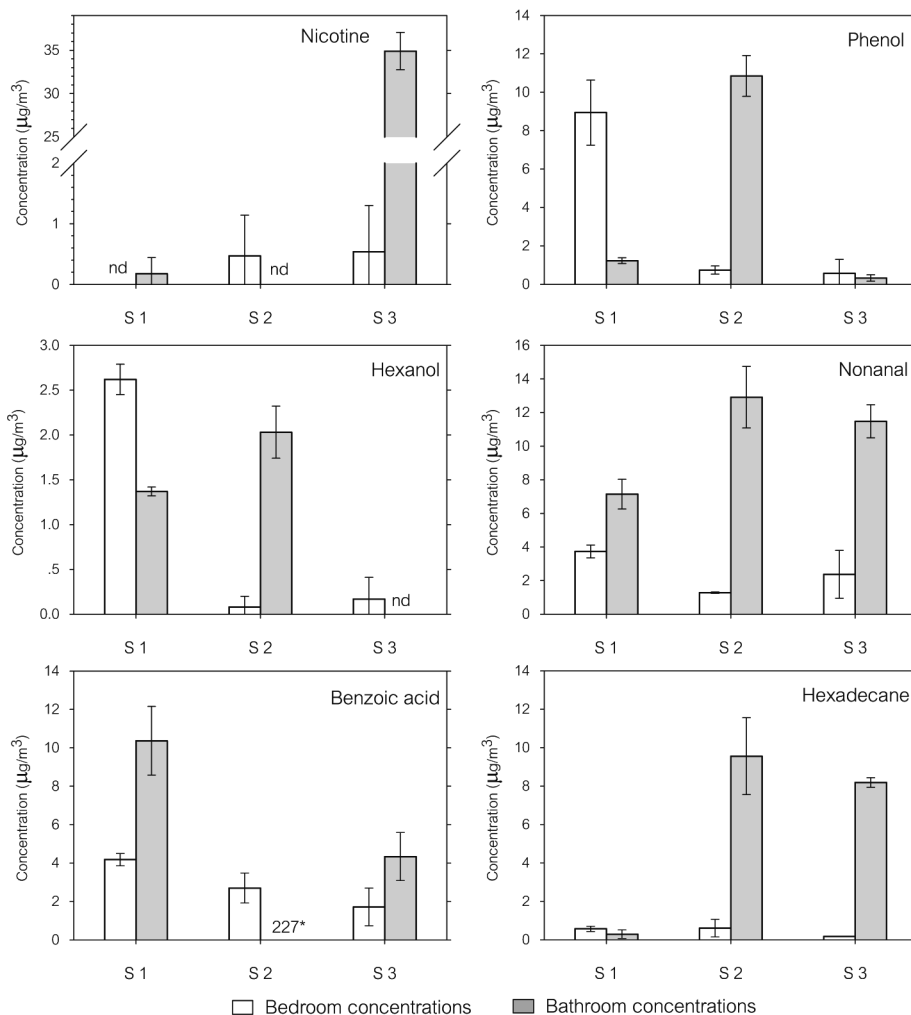 Nicotine
Concentration (µg/m³)
35
30
25
2
1
0
nd
nd
S 1
S 2
S 3
Phenol
Concentration (µg/m³)
14
12
10
8
6
4
2
0
S 1
S 2
S 3
Hexanol
Concentration (µg/m³)
3.0
2.5
2.0
1.5
1.0
.5
0.0
nd
S 1
S 2
S 3
Nonanal
Concentration (µg/m³)
16
14
12
10
8
6
4
2
0
S 1
S 2
S 3
Benzoic acid
Concentration (µg/m³)
14
12
10
8
6
4
2
0
227*
S 1
S 2
S 3
Hexadecane
Concentration (µg/m³)
14
12
10
8
6
4
2
0
S 1
S 2
S 3
Bedroom concentrations
Bathroom concentrations